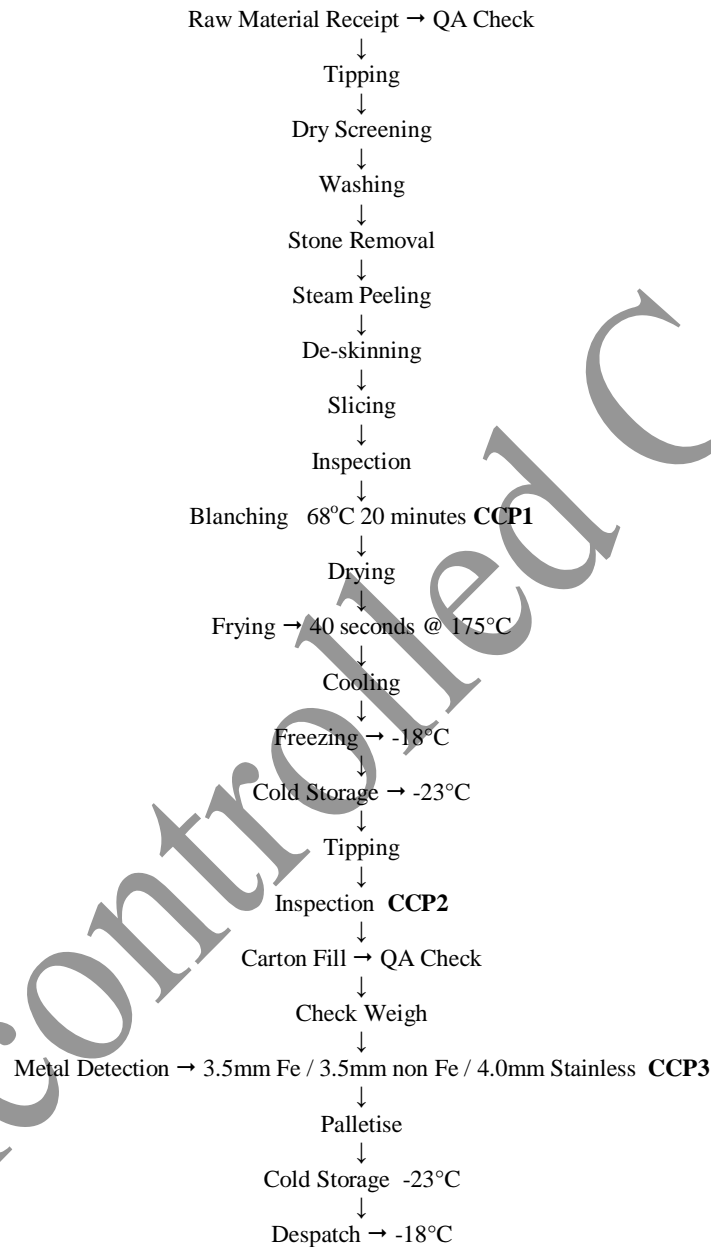 Raw Material Receipt → QA Check
↓
Tipping
↓
Dry Screening
↓
Washing
↓
Stone Removal
↓
Steam Peeling
↓
De-skinning
↓
Slicing
↓
Inspection
↓
Blanching 68°C 20 minutes CCP1
↓
Drying
↓
Frying → 40 seconds @ 175°C
↓
Cooling
↓
Freezing → -18°C
↓
Cold Storage → -23°C
↓
Tipping
↓
Inspection CCP2
↓
Carton Fill → QA Check
↓
Check Weigh
↓
Metal Detection → 3.5mm Fe / 3.5mm non Fe / 4.0mm Stainless CCP3
↓
Palletise
↓
Cold Storage -23°C
↓
Despatch → -18°C
controlled C